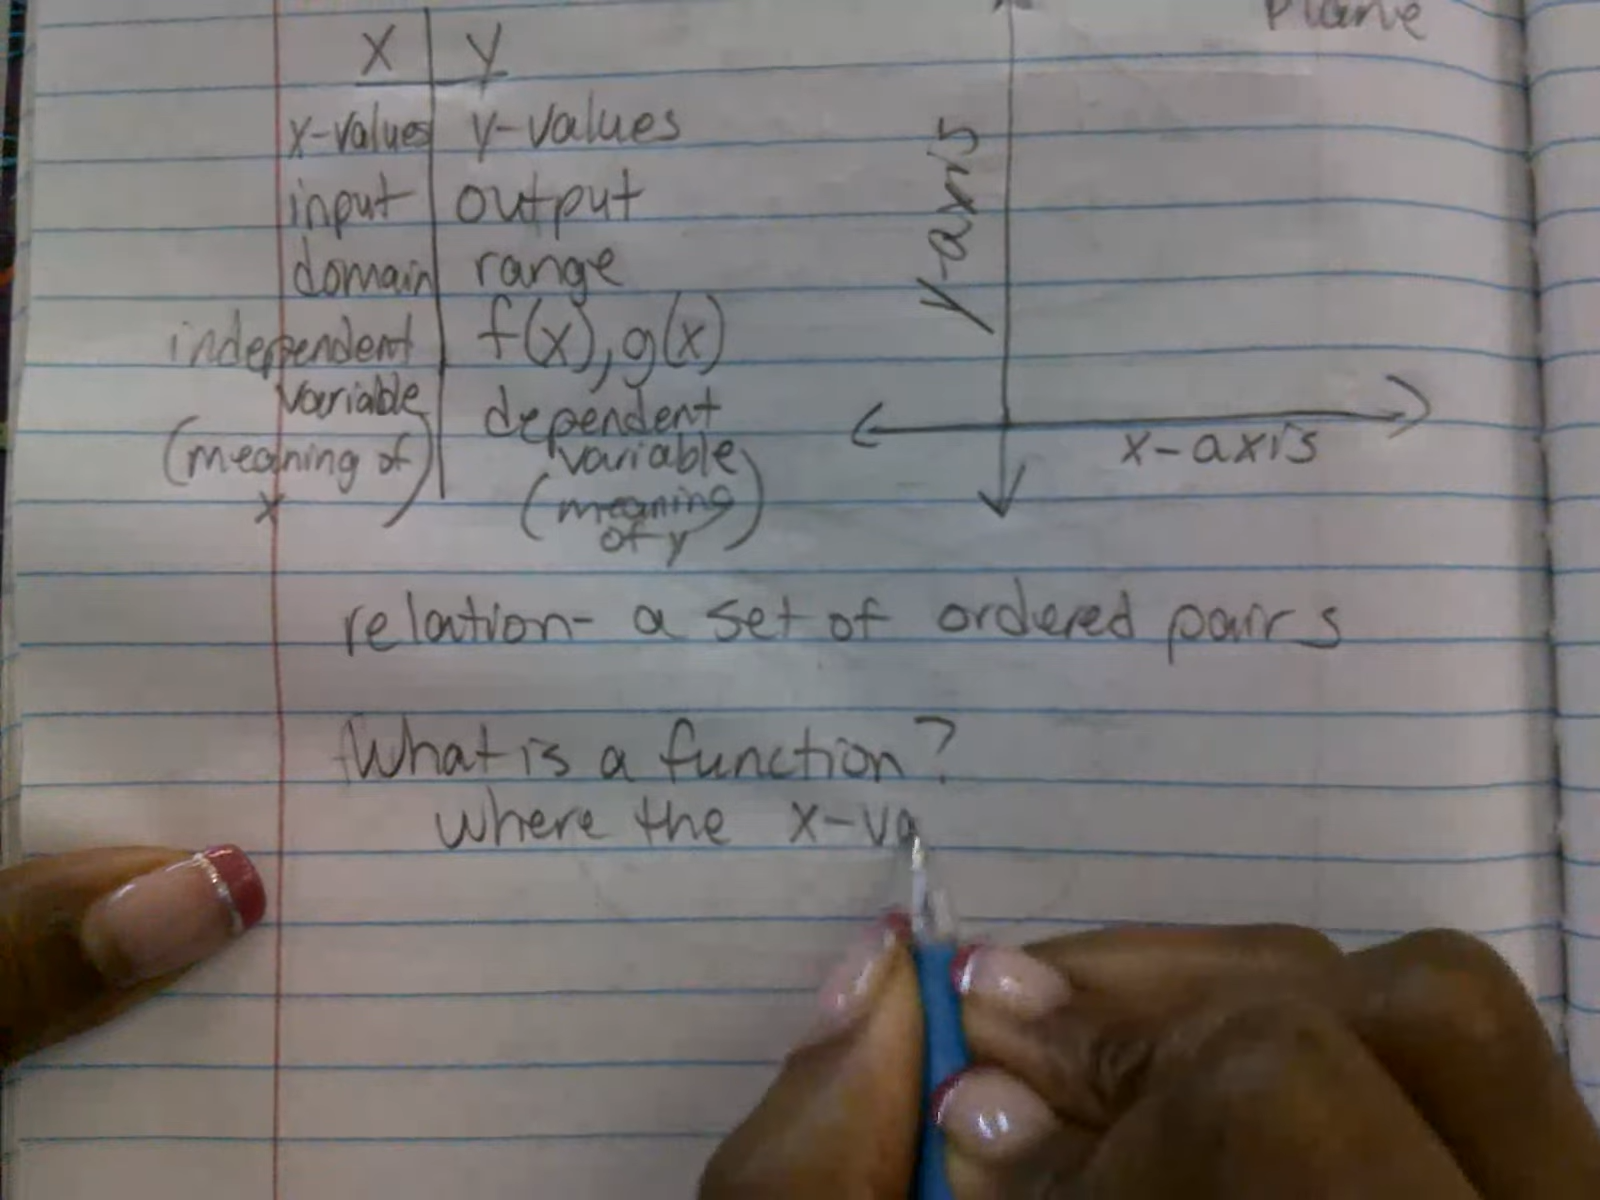 Plane
x y
x-values y-values
input output
domain range
independent f(x), g(x)
variable dependent
(meaning of variable
x) (meaning
of y)
y-axis
x-axis
relation- a set of ordered pairs
What is a function?
where the x-va